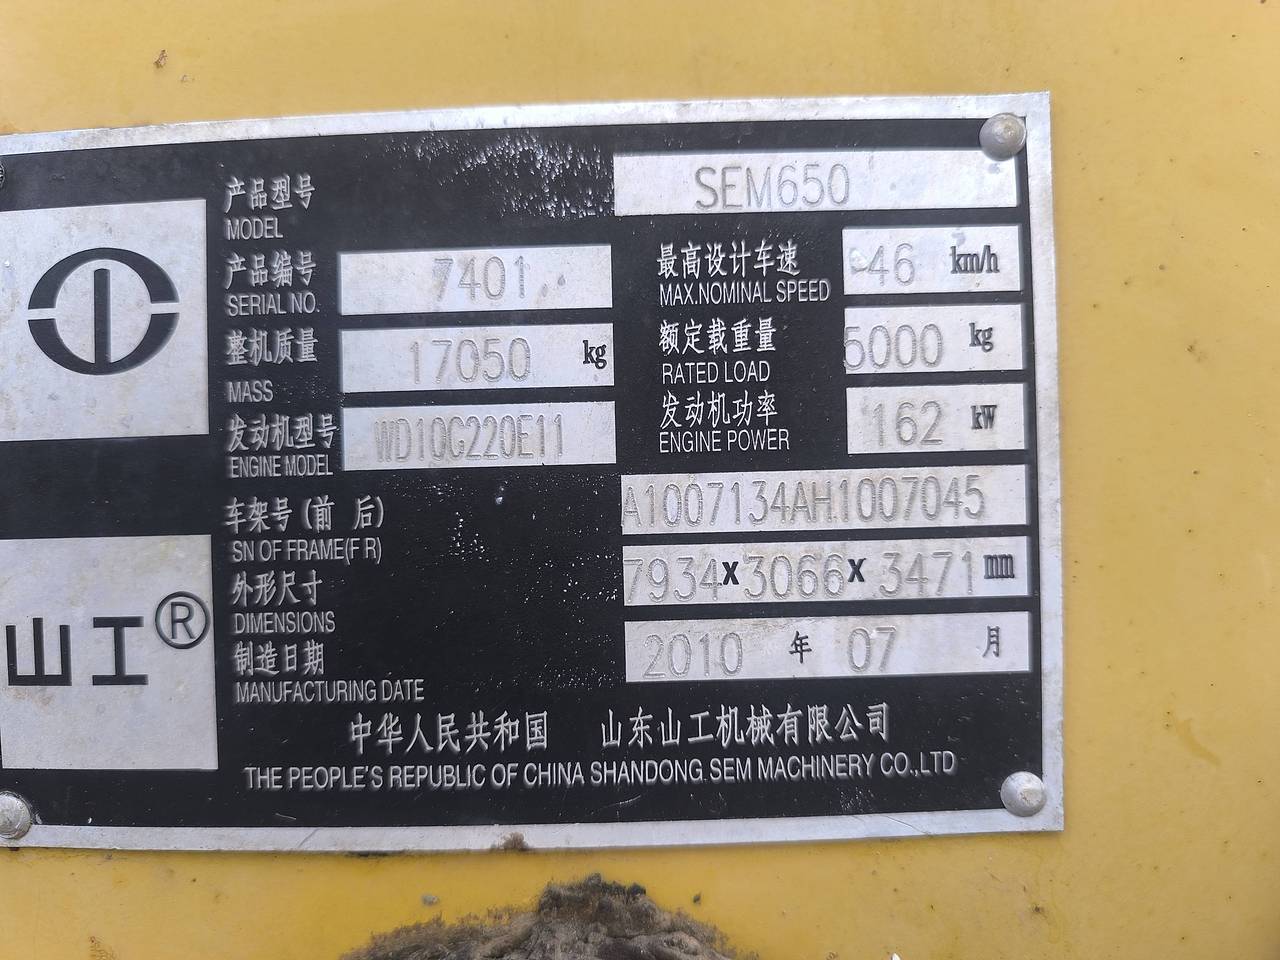 产品型号 SEM650
MODEL
产品编号 7401
SERIAL NO.
最高设计车速 46 km/h
MAX.NOMINAL SPEED
整机质量 17050 kg
MASS
额定载重量 5000 kg
RATED LOAD
发动机型号 WD10G220E11
ENGINE MODEL
发动机功率 162 kW
ENGINE POWER
车架号(前 后) A1007134AH1007045
SN OF FRAME(F R)
外形尺寸 7934x3066x3471mm
DIMENSIONS
制造日期 2010 年 07 月
MANUFACTURING DATE
山工®
中华人民共和国 山东山工机械有限公司
THE PEOPLE'S REPUBLIC OF CHINA SHANDONG SEM MACHINERY CO.,LTD